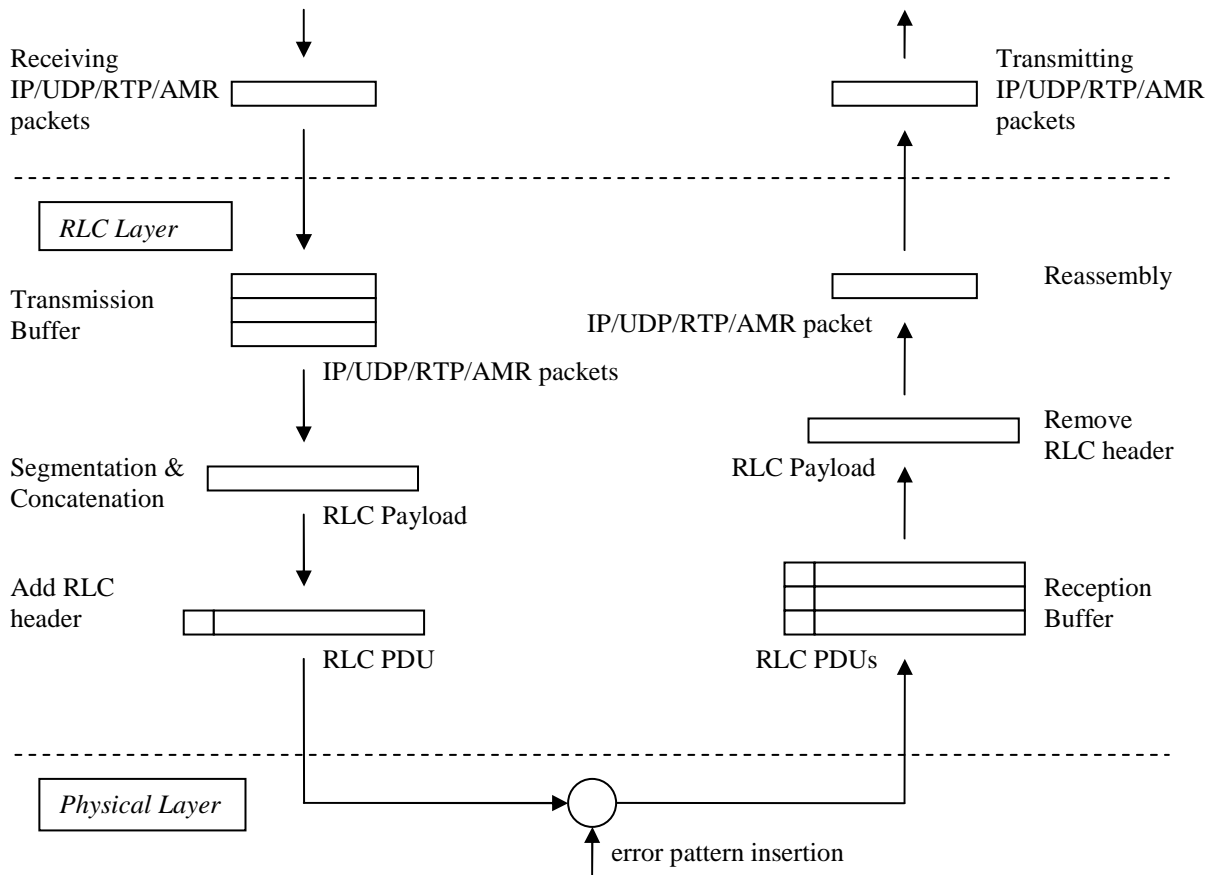 Receiving
IP/UDP/RTP/AMR
packets
Transmitting
IP/UDP/RTP/AMR
packets
RLC Layer
Transmission
Buffer
IP/UDP/RTP/AMR packets
Segmentation &
Concatenation
RLC Payload
Add RLC
header
RLC PDU
Reassembly
IP/UDP/RTP/AMR packet
Remove
RLC header
RLC Payload
Reception
Buffer
RLC PDUs
Physical Layer
error pattern insertion